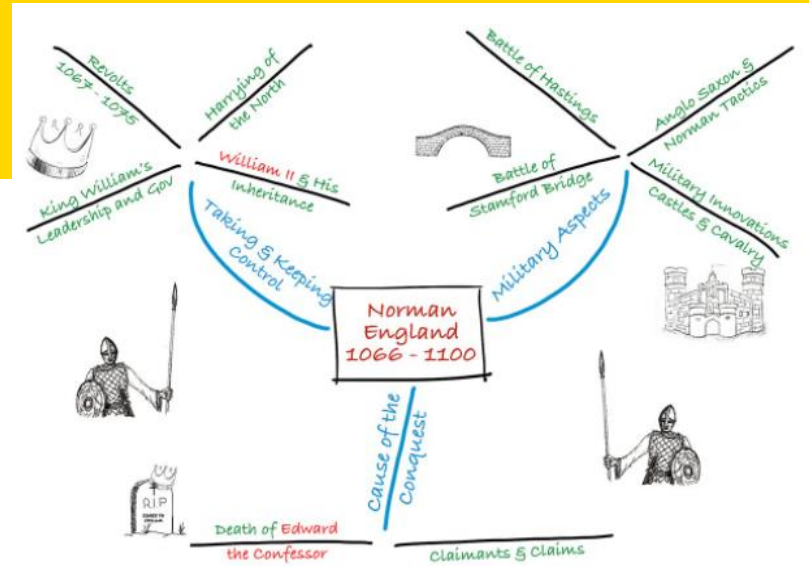 Revolts
1067 - 1075
Harrying of
the North
King William's
Leadership and Gov
William II & His
Inheritance
Taking & Keeping
Control
Battle of Hastings
Anglo Saxon &
Norman Tactics
Battle of
Stamford Bridge
Military Innovations
Castles & Cavalry
Military Aspects
Norman
England
1066 - 1100
Cause of the
Conquest
R.I.P
Death of Edward
the Confessor
Claimants & Claims